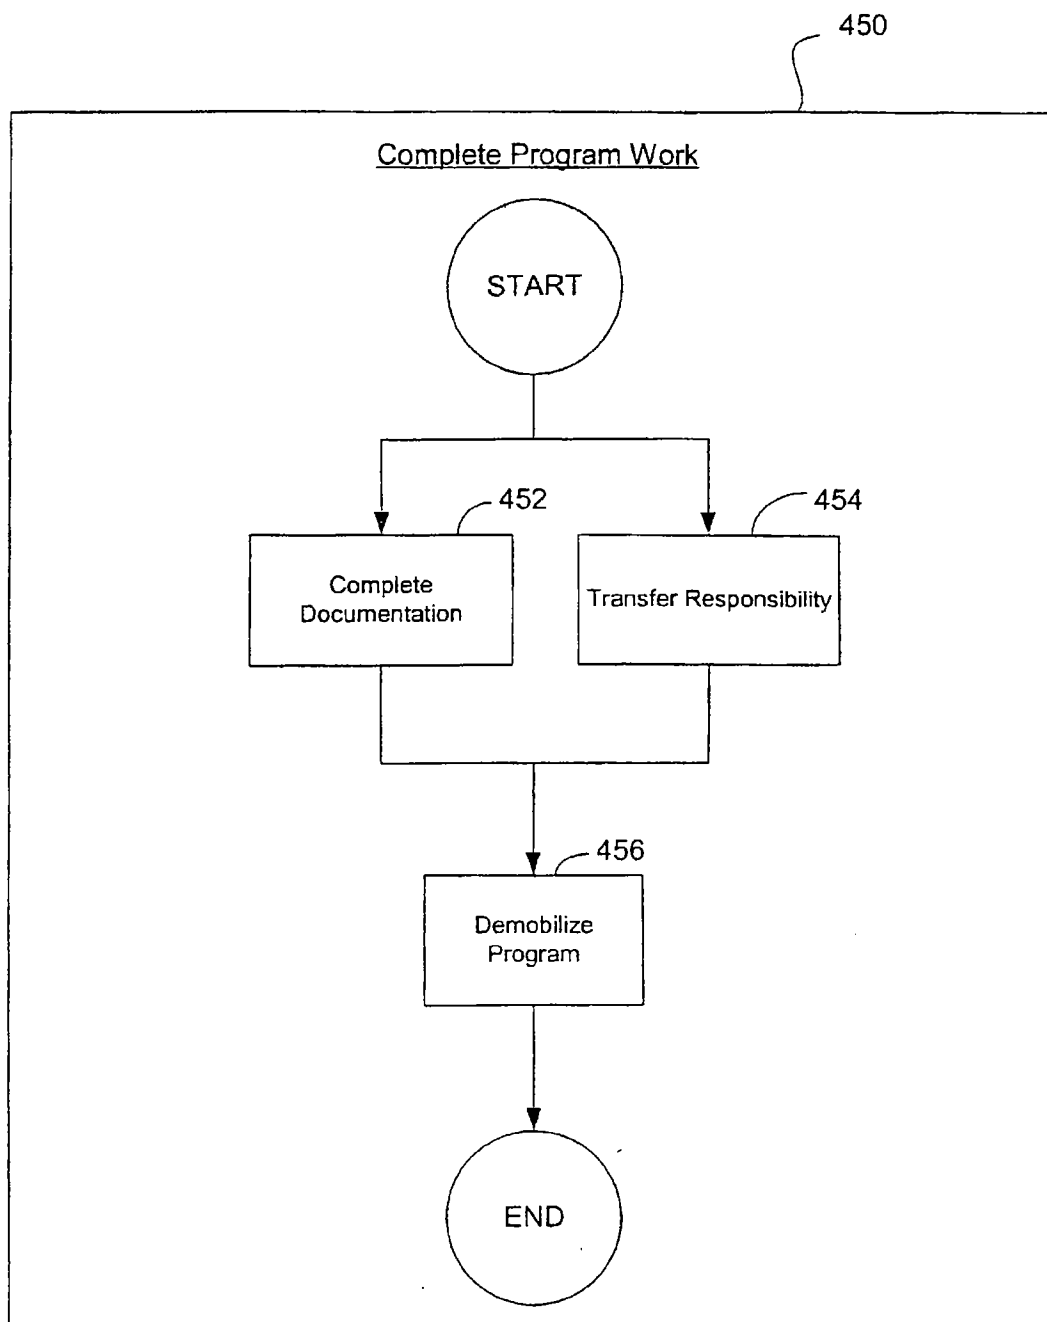 450
Complete Program Work
START
452
454
Complete
Documentation
Transfer Responsibility
456
Demobilize
Program
END